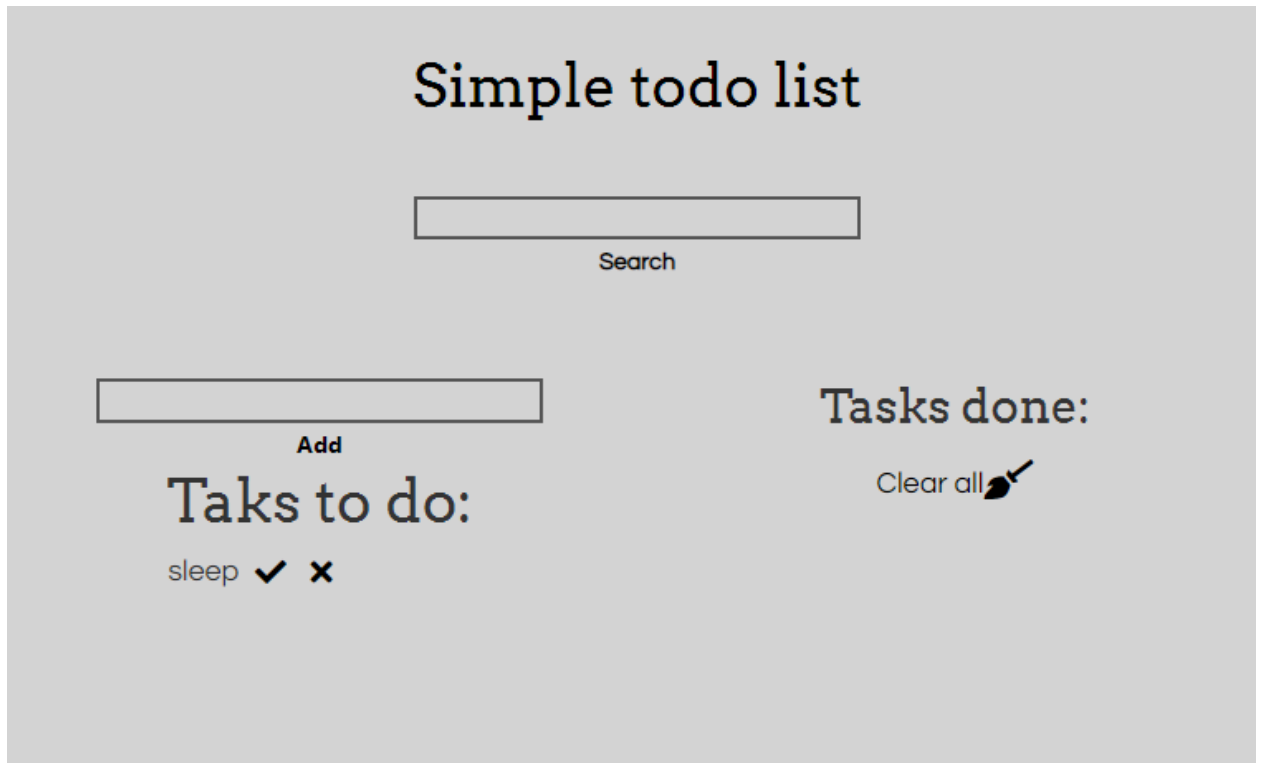 Simple todo list
Search
Add
Taks to do:
sleep
Tasks done:
Clear all